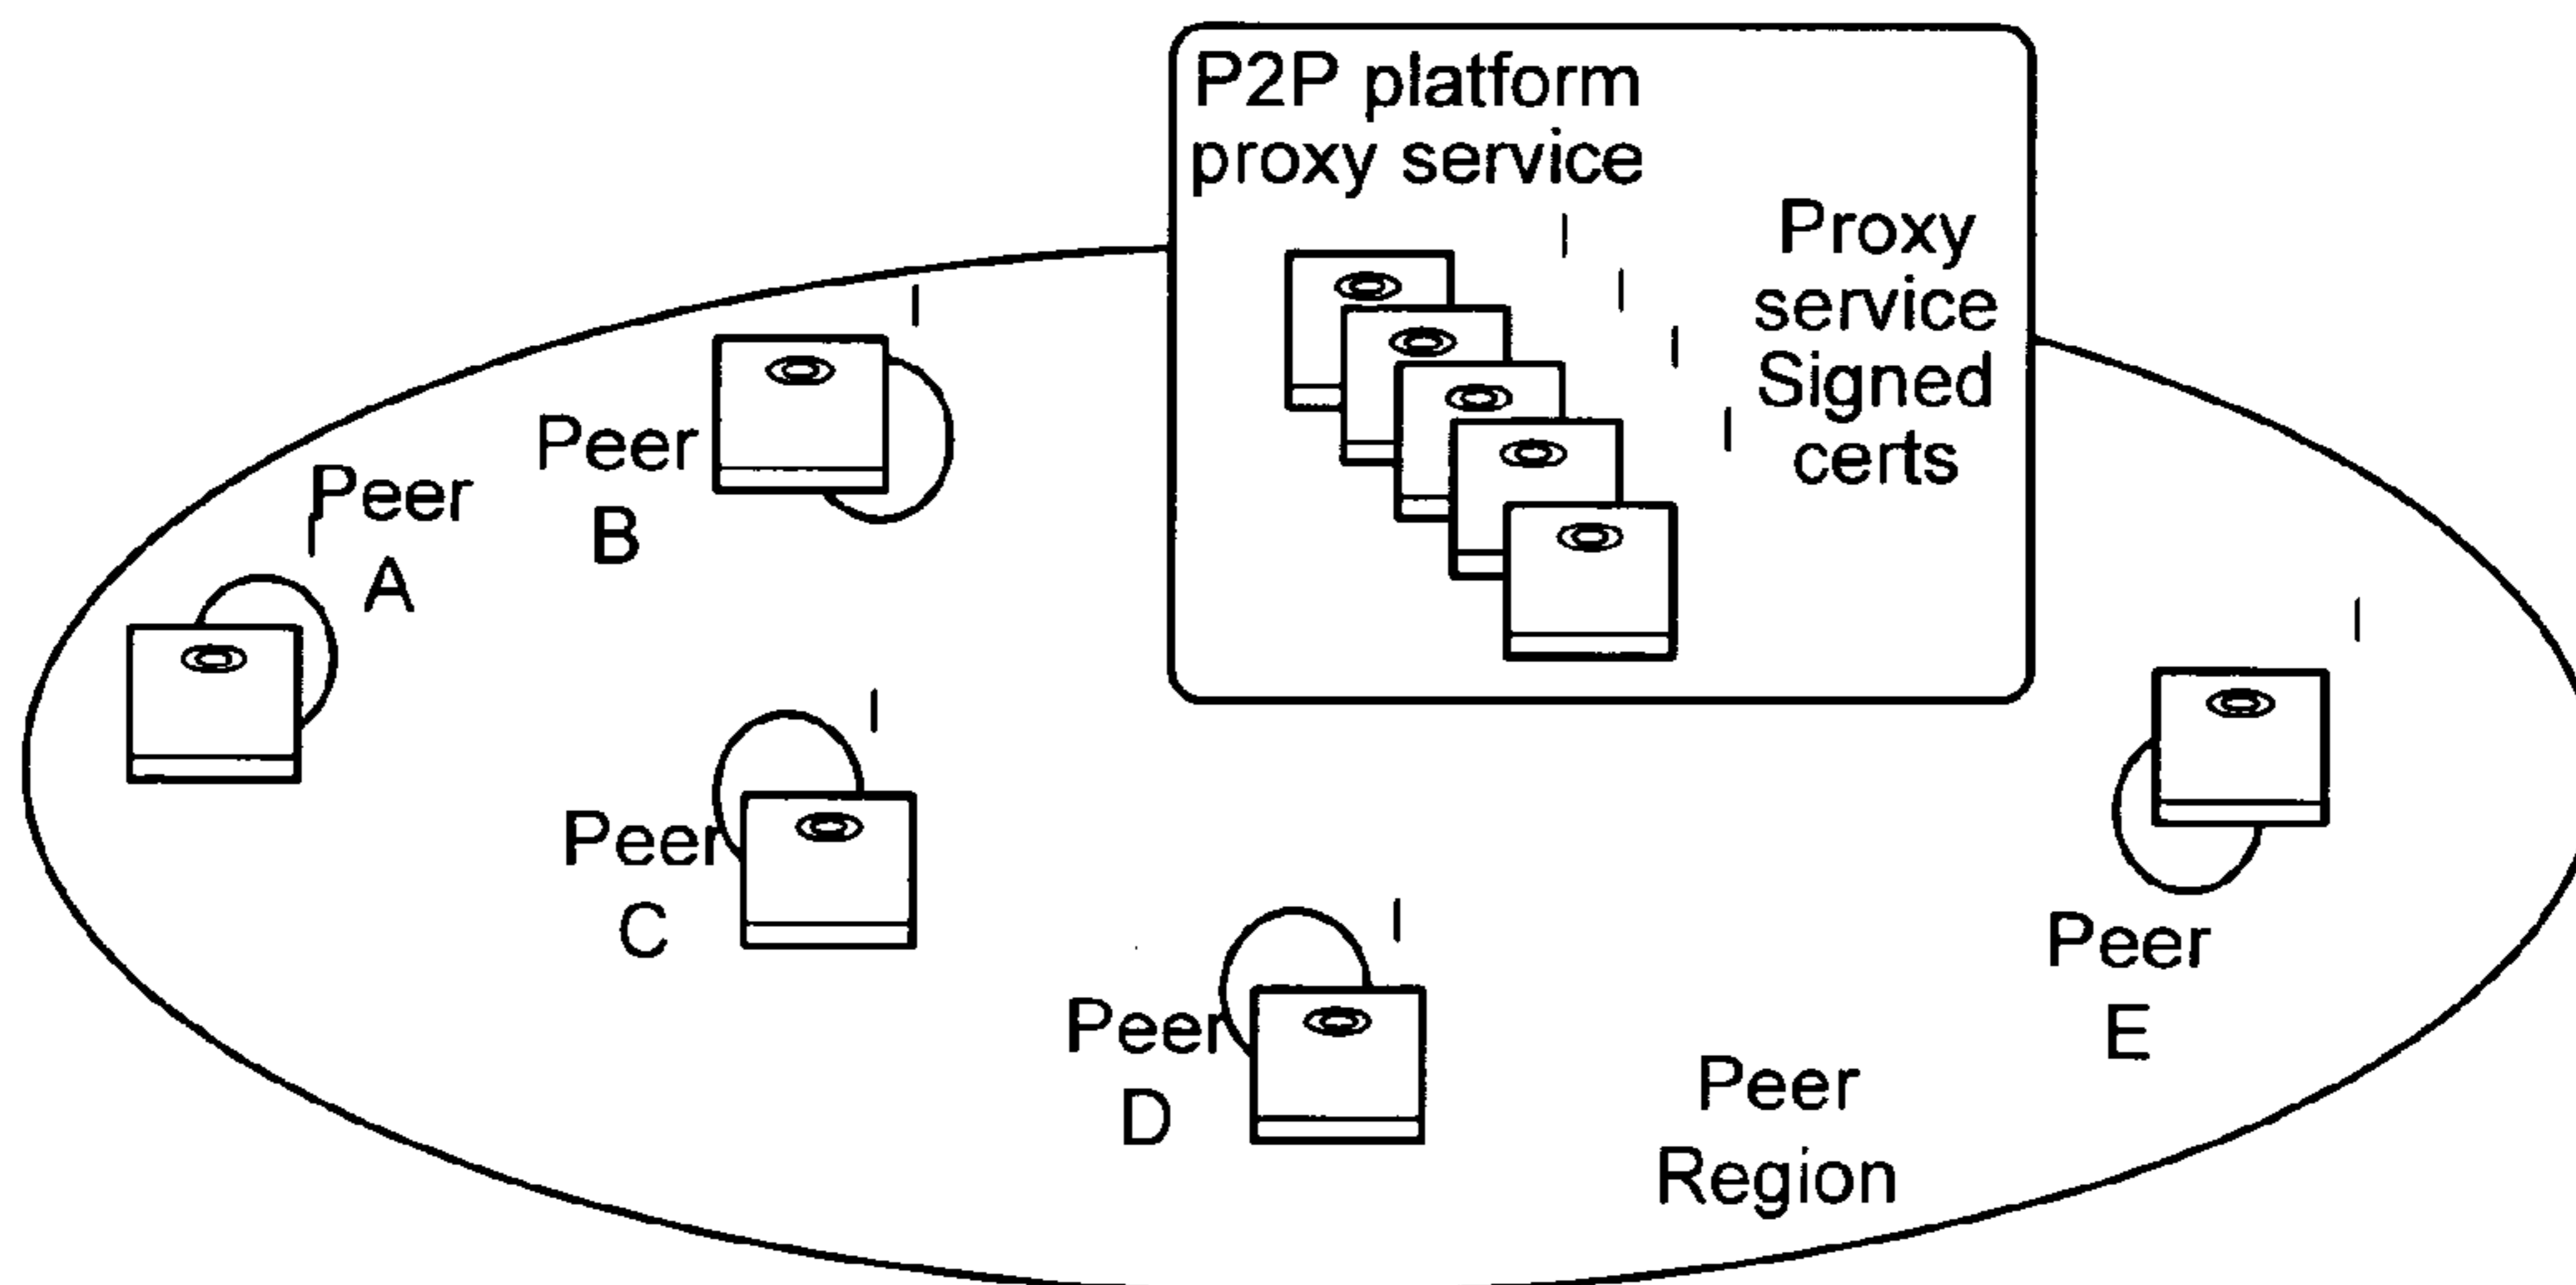 P2P platform
proxy service
Proxy
service
Signed
certs
Peer
A
Peer
B
Peer
C
Peer
D
Peer
E
Peer
Region